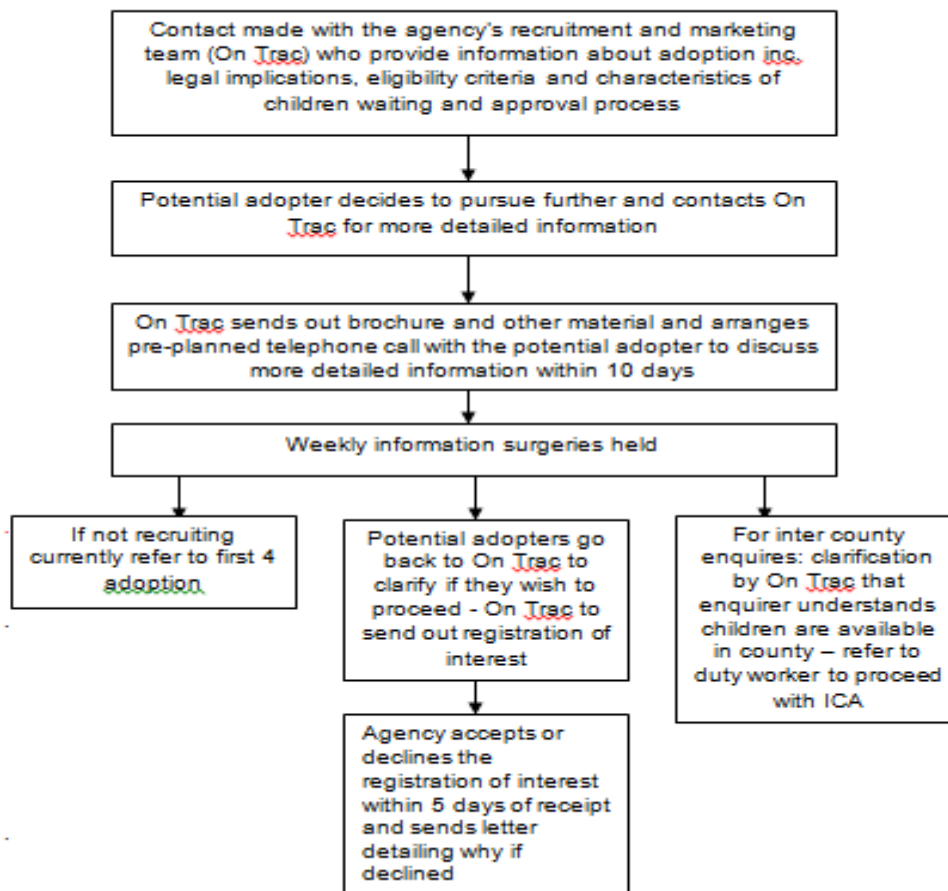 Contact made with the agency's recruitment and marketing
team (On Trac) who provide information about adoption inc.
legal implications, eligibility criteria and characteristics of
children waiting and approval process
Potential adopter decides to pursue further and contacts On
Trac for more detailed information
On Trac sends out brochure and other material and arranges
pre-planned telephone call with the potential adopter to discuss
more detailed information within 10 days
Weekly information surgeries held
If not recruiting
currently refer to first 4
adoption
Potential adopters go
back to On Trac to
clarify if they wish to
proceed - On Trac to
send out registration of
interest
For inter county
enquires: clarification
by On Trac that
enquirer understands
children are available
in county – refer to
duty worker to proceed
with ICA
Agency accepts or
declines the
registration of interest
within 5 days of receipt
and sends letter
detailing why if
declined